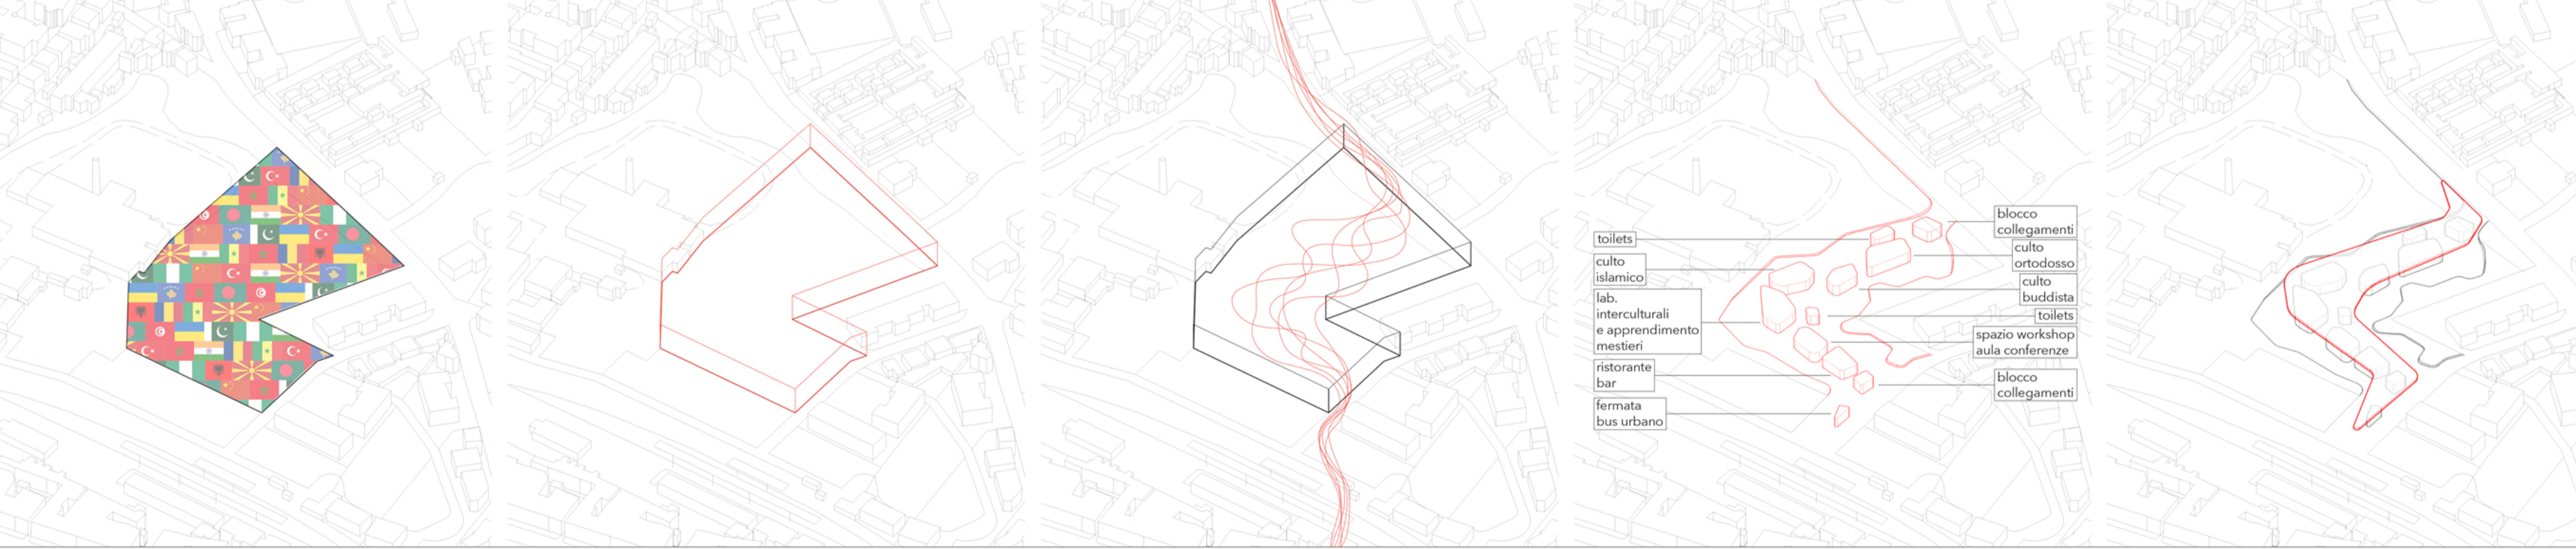 toilets
culto
islamico
lab.
interculturali
e apprendimento
mestieri
ristorante
bar
fermata
bus urbano
blocco
collegamenti
culto
ortodosso
culto
buddista
toilets
spazio workshop
aula conferenze
blocco
collegamenti